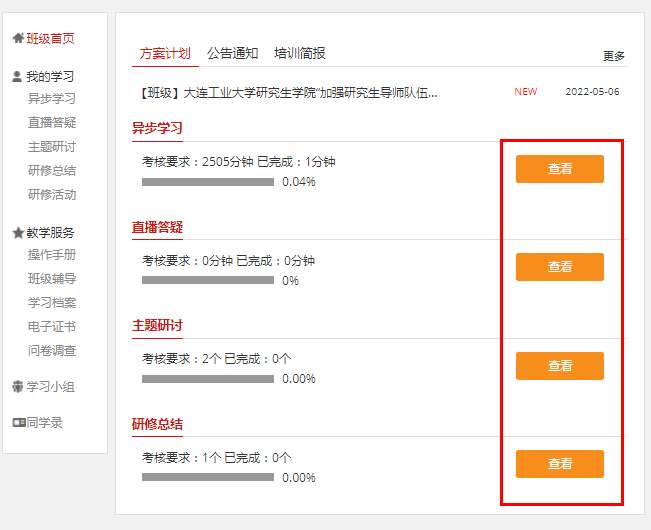 班级首页
我的学习
异步学习
直播答疑
主题研讨
研修总结
研修活动
教学服务
操作手册
班级辅导
学习档案
电子证书
问卷调查
学习小组
同学录
方案计划 公告通知 培训简报 更多
【班级】大连工业大学研究生学院“加强研究生导师队伍... NEW 2022-05-06
异步学习
考核要求：2505分钟 已完成：1分钟
0.04%
查看
直播答疑
考核要求：0分钟 已完成：0分钟
0%
查看
主题研讨
考核要求：2个 已完成：0个
0.00%
查看
研修总结
考核要求：1个 已完成：0个
0.00%
查看